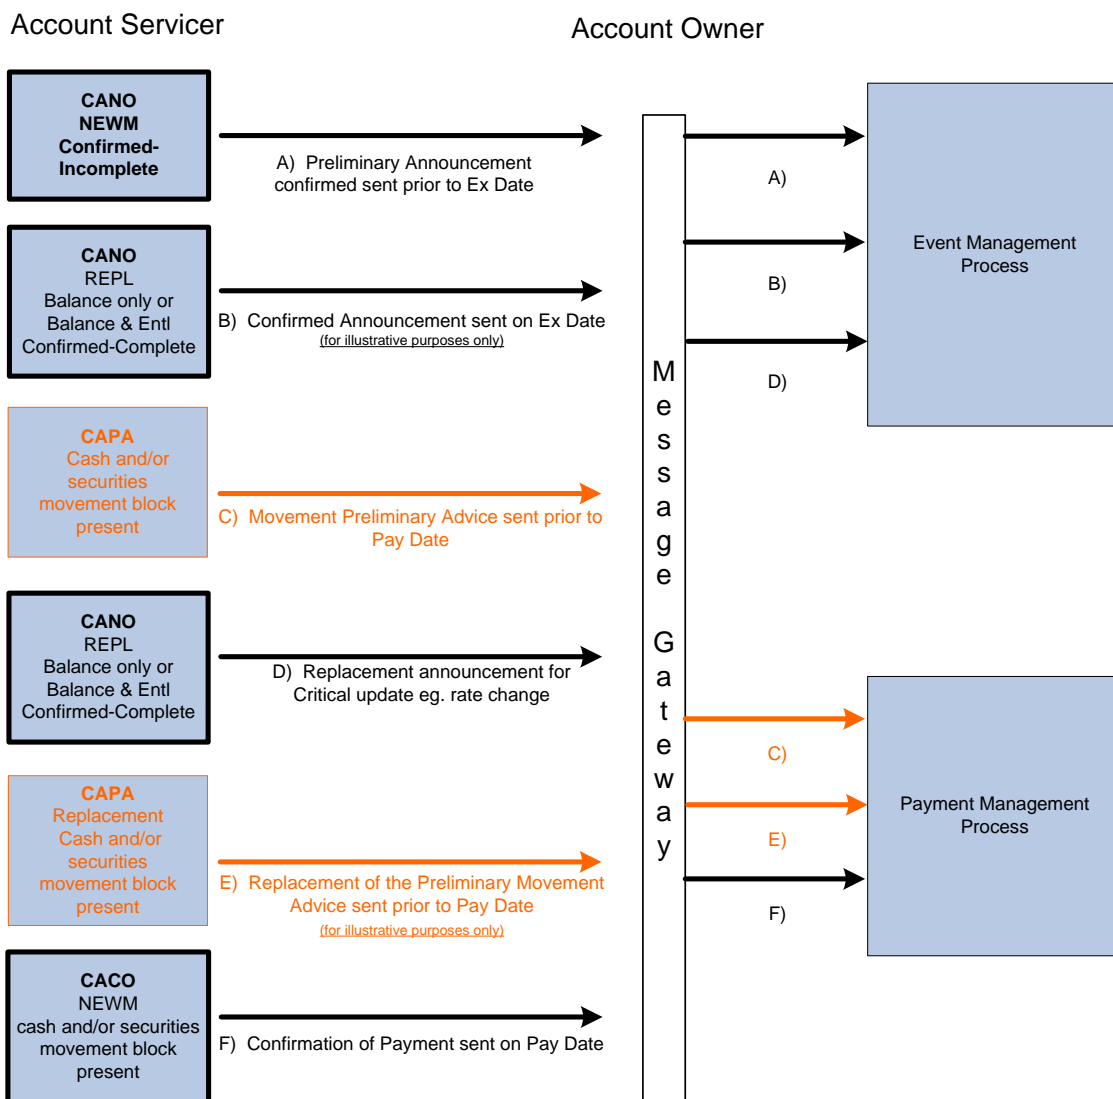 Account Servicer
Account Owner
CANO
NEWM
Confirmed-
Incomplete
A) Preliminary Announcement
confirmed sent prior to Ex Date
A)
CANO
REPL
Balance only or
Balance & Entl
Confirmed-Complete
B) Confirmed Announcement sent on Ex Date
(for illustrative purposes only)
B)
Event Management
Process
D)
CAPA
Cash and/or
securities
movement block
present
C) Movement Preliminary Advice sent prior to
Pay Date
Message Gateway
CANO
REPL
Balance only or
Balance & Entl
Confirmed-Complete
D) Replacement announcement for
Critical update eg. rate change
C)
CAPA
Replacement
Cash and/or
securities
movement block
present
E) Replacement of the Preliminary Movement
Advice sent prior to Pay Date
(for illustrative purposes only)
E)
Payment Management
Process
F)
CACO
NEWM
cash and/or securities
movement block
present
F) Confirmation of Payment sent on Pay Date